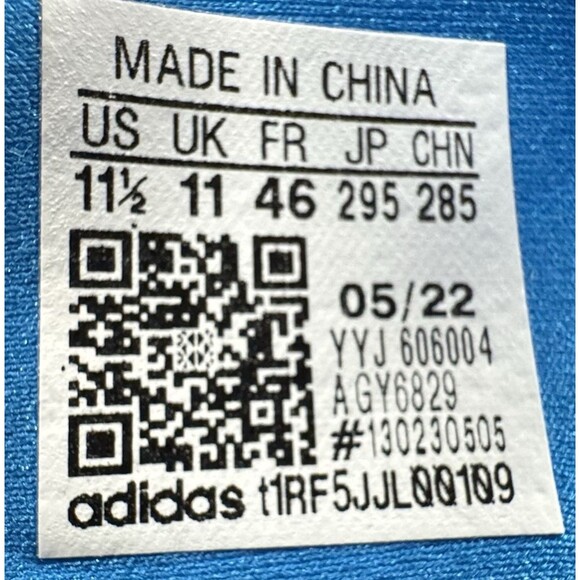 MADE IN CHINA
US UK FR JP CHN
11½ 11 46 295 285
05/22
YYJ 606004
A GY6829
#130230505
adidas t1RF5JJL00109